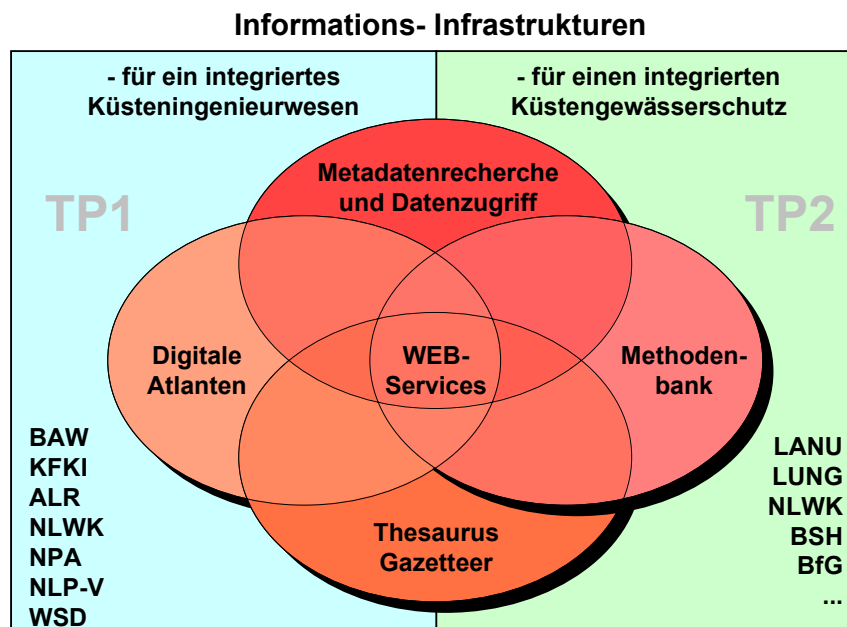 Informations- Infrastrukturen
- für ein integriertes
Küsteningenieurwesen
- für einen integrierten
Küstengewässerschutz
TP1
TP2
Metadatenrecherche
und Datenzugriff
Digitale
Atlanten
WEB-
Services
Methoden-
bank
Thesaurus
Gazetteer
BAW
KFKI
ALR
NLWK
NPA
NLP-V
WSD
LANU
LUNG
NLWK
BSH
BfG
...